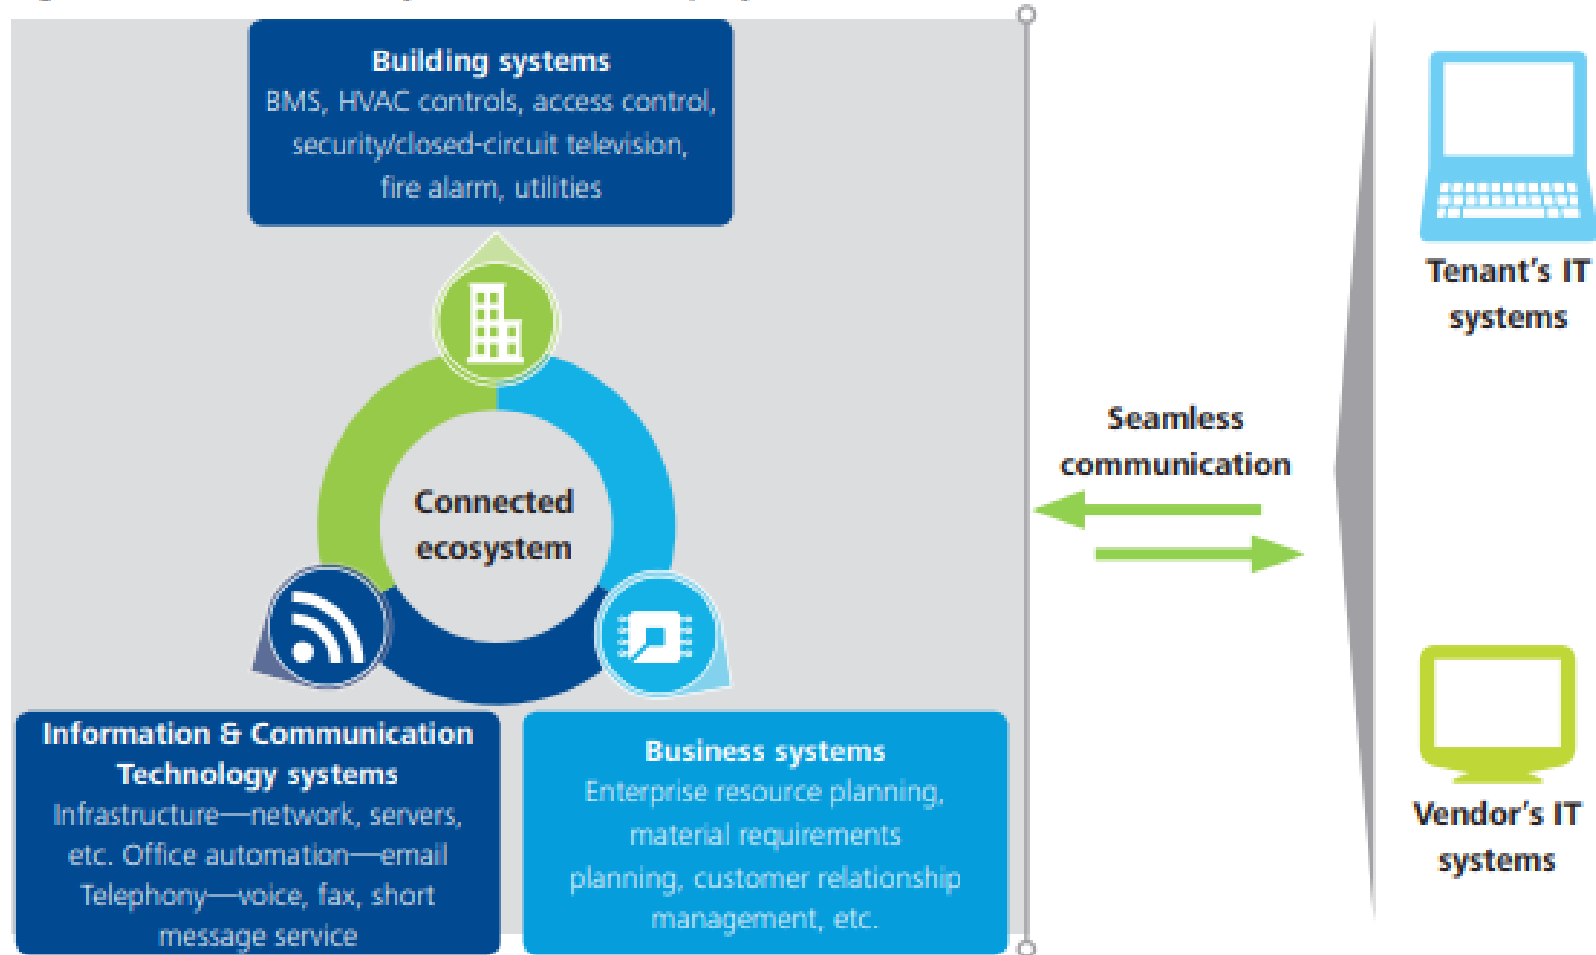 Building systems
BMS, HVAC controls, access control,
security/closed-circuit television,
fire alarm, utilities
Connected
ecosystem
Information & Communication
Technology systems
Infrastructure—network, servers,
etc. Office automation—email
Telephony—voice, fax, short
message service
Business systems
Enterprise resource planning,
material requirements
planning, customer relationship
management, etc.
Seamless
communication
Tenant's IT
systems
Vendor's IT
systems